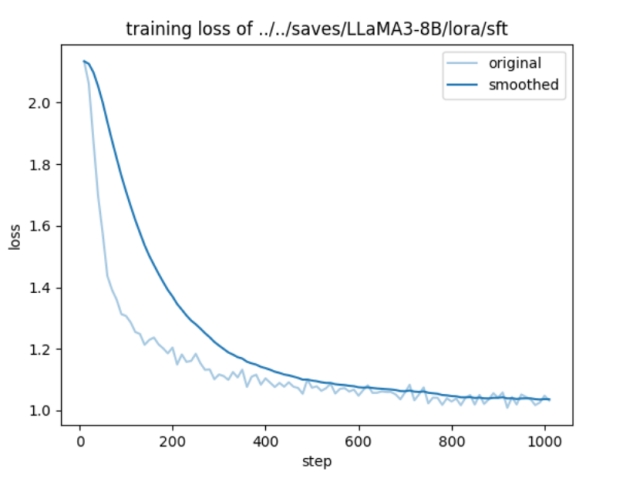 training loss of ../../saves/LLaMA3-8B/lora/sft
original
smoothed
2.0
1.8
1.6
1.4
1.2
1.0
loss
0
200
400
600
800
1000
step